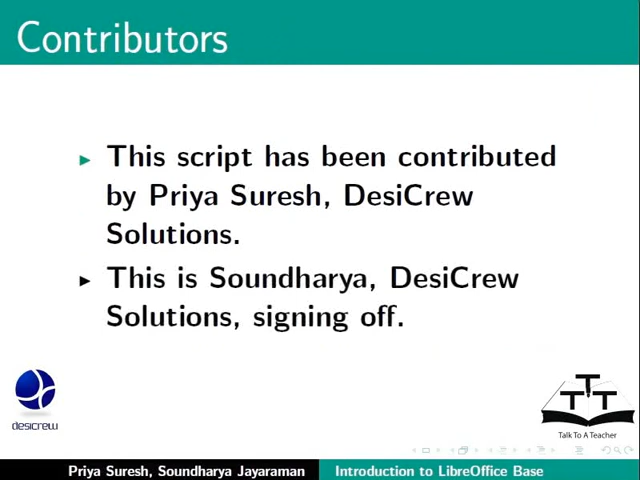 Contributors
This script has been contributed
by Priya Suresh, DesiCrew
Solutions.
This is Soundharya, DesiCrew
Solutions, signing off.
desicrew
T T T
Talk To A Teacher
Priya Suresh, Soundharya Jayaraman
Introduction to LibreOffice Base